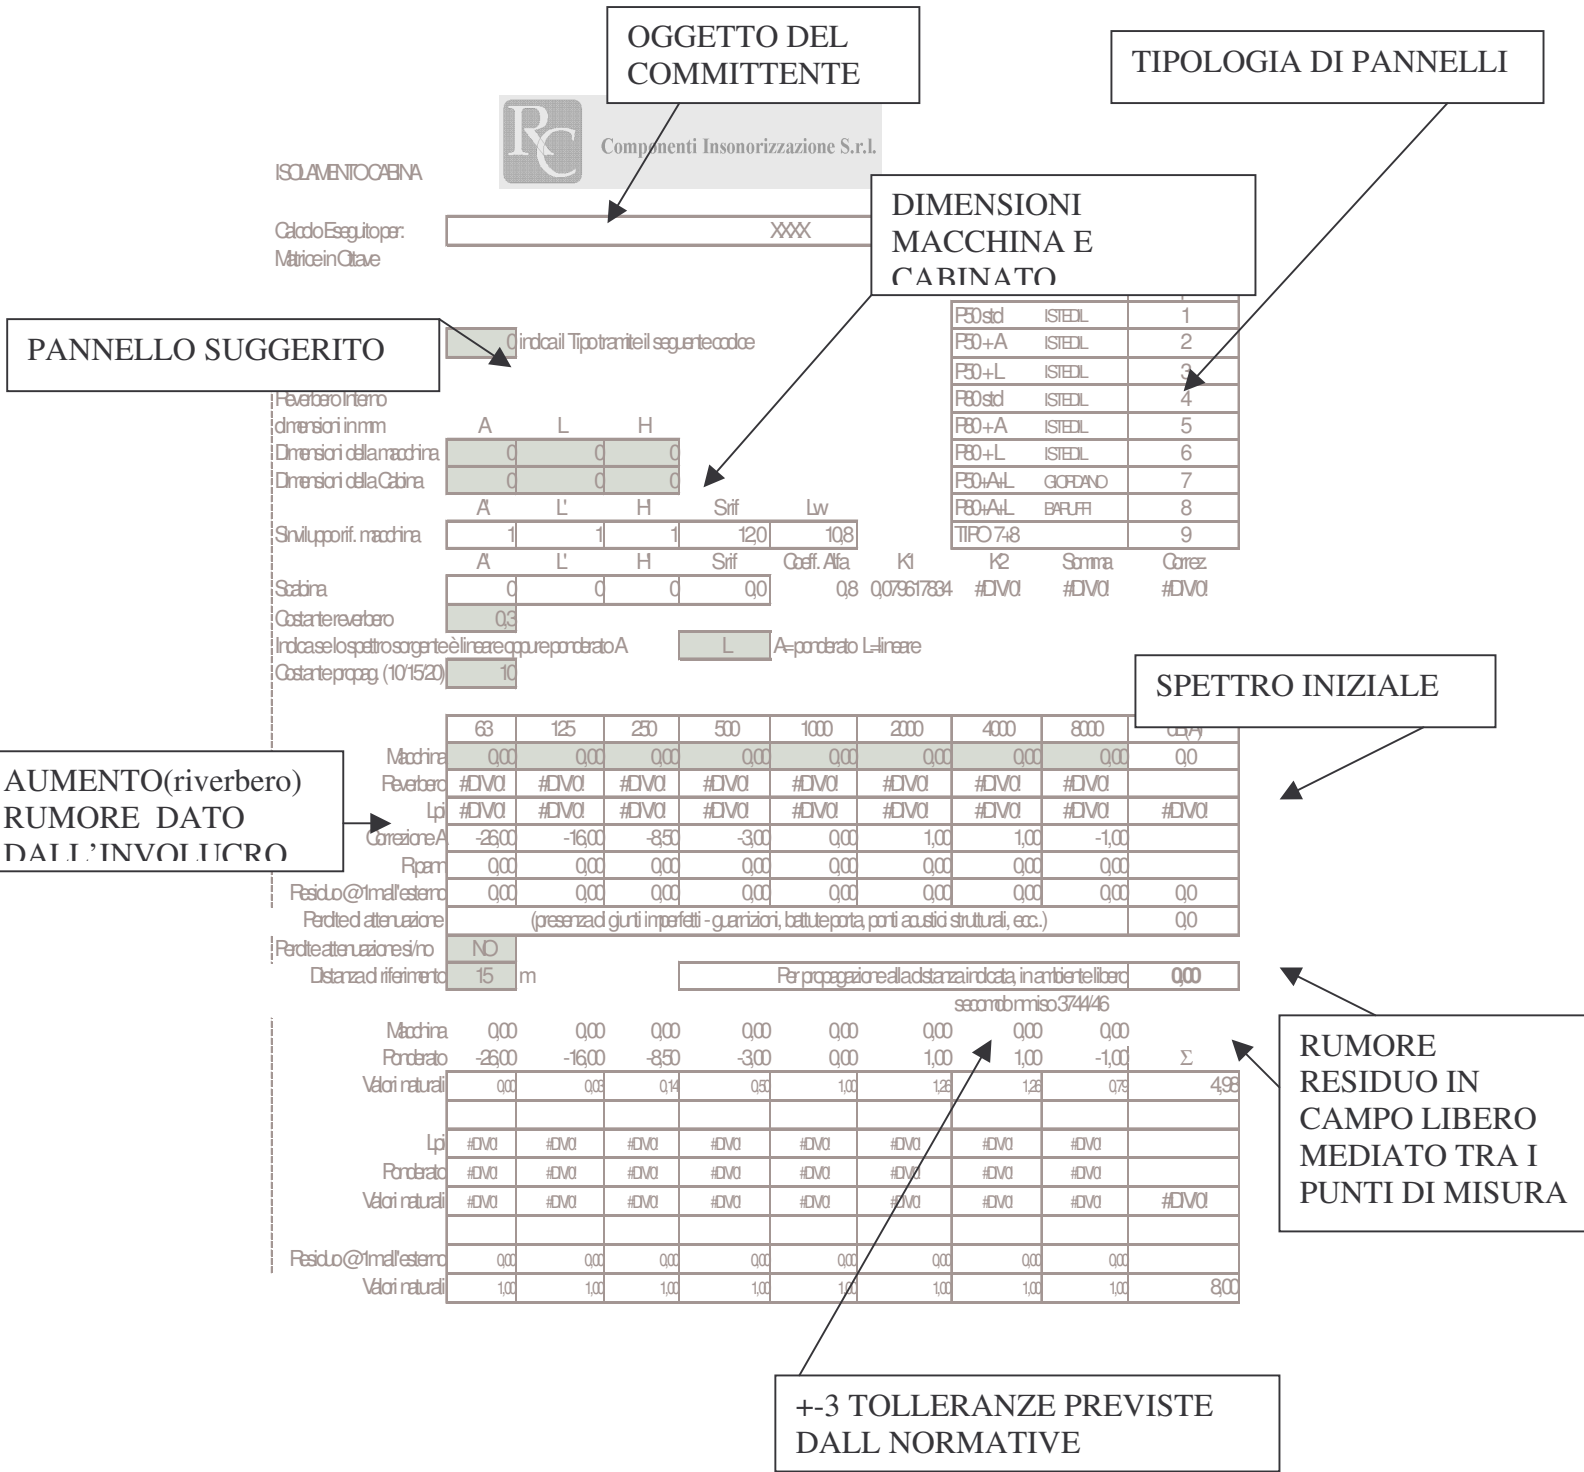 OGGETTO DEL
COMMITTENTE
TIPOLOGIA DI PANNELLI
RC
Componenti Insonorizzazione S.r.l.
ISOLAMENTO CABINA
DIMENSIONI
MACCHINA E
CABINATO
Calcolo Eseguito per: XXXX
Matrice in Ottave
PANNELLO SUGGERITO
0 indica il Tipo tramite il seguente codice
P50 std ISTEDIL 1
P50 + A ISTEDIL 2
P50 + L ISTEDIL 3
P80 std ISTEDIL 4
P80 + A ISTEDIL 5
P80 + L ISTEDIL 6
P50+A+L GIORDANO 7
P80+A+L BARUFFI 8
TIPO 7+8 9
Reverbero Interno
dimensioni in mm A L H
Dimensioni della macchina 0 0 0
Dimensioni della Cabina 0 0 0
A' L' H' Srif Lw
Sinviluppo rif. macchina 1 1 1 12,0 10,8
A' L' H' Srif Coeff. Alfa K1 K2 Somma Correz.
Scabina 0 0 0 0,0 0,8 0,079617834 #DIV/0! #DIV/0! #DIV/0!
Costante reverbero 0,3
Indica se lo spettro sorgente è lineare oppure ponderato A L A=ponderato L=lineare
Costante propag. (10/15/20) 10
SPETTRO INIZIALE
63 125 250 500 1000 2000 4000 8000 dB(A)
Macchina 0,00 0,00 0,00 0,00 0,00 0,00 0,00 0,00 0,0
AUMENTO(riverbero)
RUMORE DATO
DALL'INVOLUCRO
Reverbero #DIV/0! #DIV/0! #DIV/0! #DIV/0! #DIV/0! #DIV/0! #DIV/0! #DIV/0!
Lpi #DIV/0! #DIV/0! #DIV/0! #DIV/0! #DIV/0! #DIV/0! #DIV/0! #DIV/0! #DIV/0!
Correzione A -26,00 -16,00 -8,50 -3,00 0,00 1,00 1,00 -1,00
Ripann 0,00 0,00 0,00 0,00 0,00 0,00 0,00 0,00
Residuo @ 1m all'esterno 0,00 0,00 0,00 0,00 0,00 0,00 0,00 0,00 0,0
Perdite di attenuazione (presenza di giunti imperfetti - guarnizioni, battute porta, ponti acustici strutturali, ecc..) 0,0
Perdite attenuazione si/no NO
Distanza di riferimento 15 m Per propagazione alla distanza indicata, in ambiente libero 0,00
secondo nm iso 3744/46
RUMORE
RESIDUO IN
CAMPO LIBERO
MEDIATO TRA I
PUNTI DI MISURA
Macchina 0,00 0,00 0,00 0,00 0,00 0,00 0,00 0,00
Ponderato -26,00 -16,00 -8,50 -3,00 0,00 1,00 1,00 -1,00 Σ
Valori naturali 0,00 0,03 0,14 0,50 1,00 1,26 1,26 0,79 4,98
Lpi #DIV/0! #DIV/0! #DIV/0! #DIV/0! #DIV/0! #DIV/0! #DIV/0! #DIV/0!
Ponderato #DIV/0! #DIV/0! #DIV/0! #DIV/0! #DIV/0! #DIV/0! #DIV/0! #DIV/0!
Valori naturali #DIV/0! #DIV/0! #DIV/0! #DIV/0! #DIV/0! #DIV/0! #DIV/0! #DIV/0! #DIV/0!
Residuo @ 1m all'esterno 0,00 0,00 0,00 0,00 0,00 0,00 0,00 0,00
Valori naturali 1,00 1,00 1,00 1,00 1,00 1,00 1,00 1,00 8,00
+-3 TOLLERANZE PREVISTE
DALL NORMATIVE